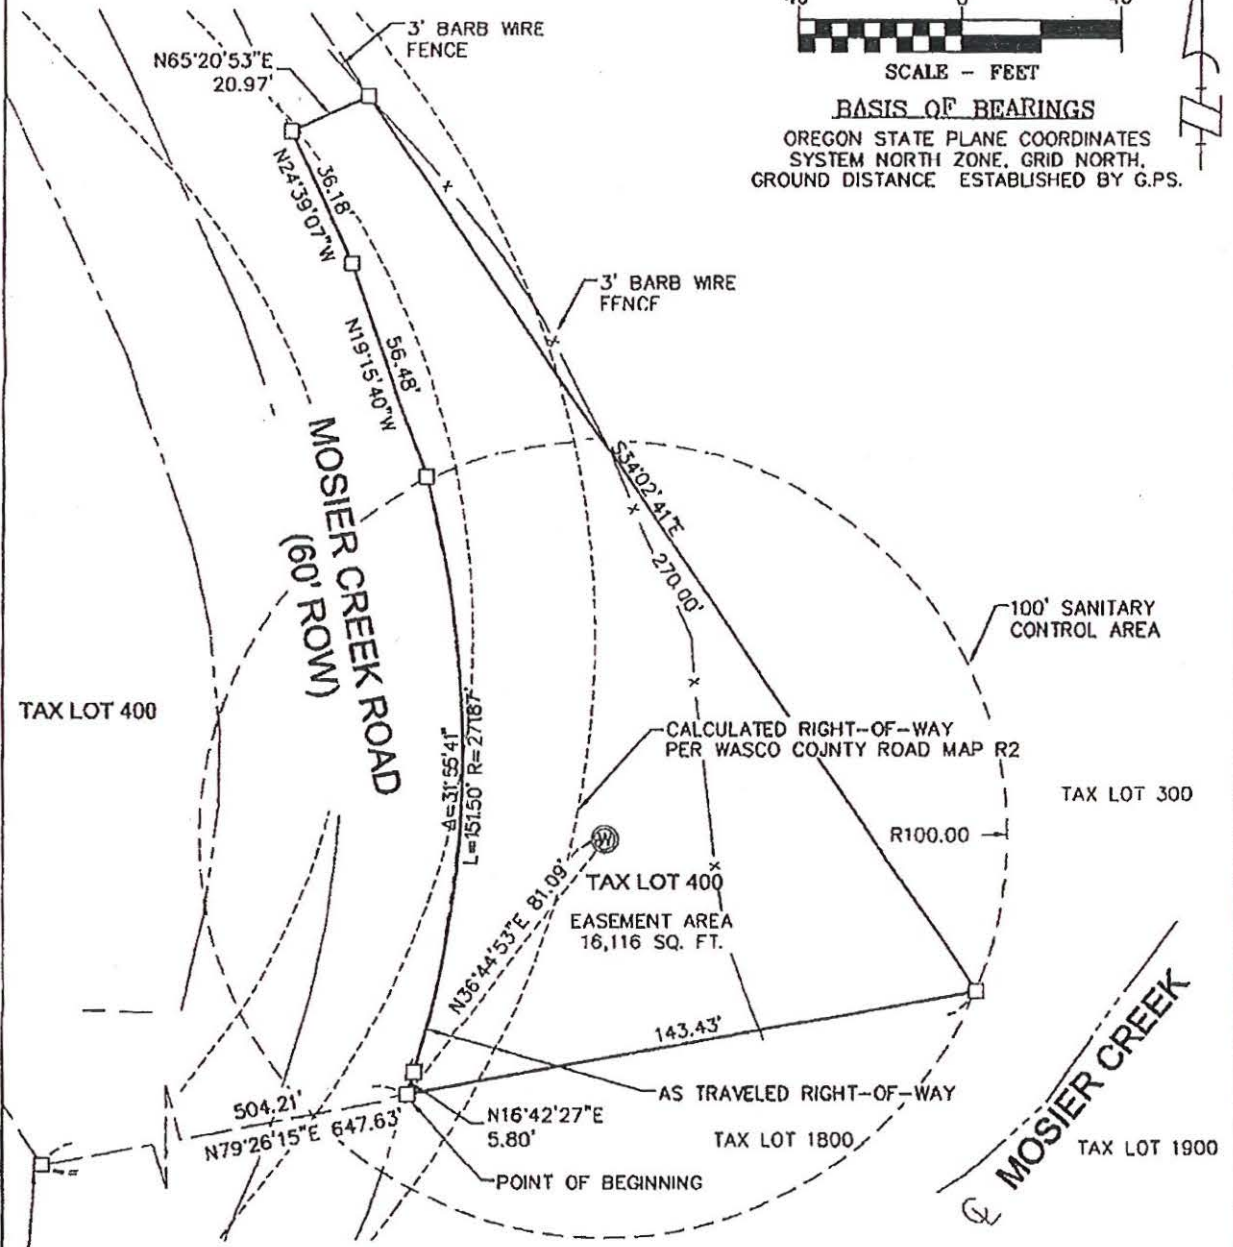 3' BARB WIRE
FENCE
N65°20'53"E
20.97'
40 0 40
SCALE - FEET
BASIS OF BEARINGS
OREGON STATE PLANE COORDINATES
SYSTEM NORTH ZONE, GRID NORTH,
GROUND DISTANCE ESTABLISHED BY G.PS.
36.18'
N24°39'07"W
3' BARB WIRE
FENCE
56.48'
N19°15'40"W
MOSIER CREEK ROAD
(60' ROW)
S34°02'41"E
270.00'
100' SANITARY
CONTROL AREA
TAX LOT 400
CALCULATED RIGHT-OF-WAY
PER WASCO COUNTY ROAD MAP R2
Δ=31°55'41"
L=151.50' R=271.87'
TAX LOT 300
R100.00
W
TAX LOT 400
EASEMENT AREA
16,116 SQ. FT.
N36°44'53"E 81.09'
143.43'
AS TRAVELED RIGHT-OF-WAY
504.21'
N79°26'15"E 647.63'
N16°42'27"E
5.80'
TAX LOT 1800
POINT OF BEGINNING
℄ MOSIER CREEK
TAX LOT 1900